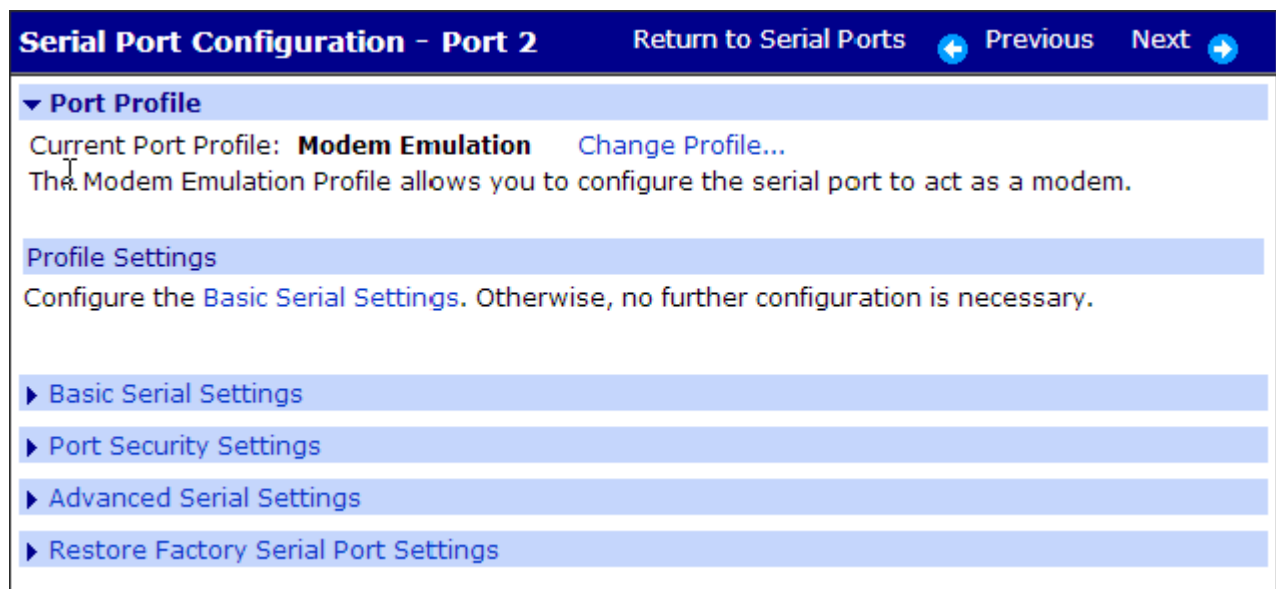 Serial Port Configuration - Port 2 Return to Serial Ports Previous Next
Port Profile
Current Port Profile: Modem Emulation Change Profile...
The Modem Emulation Profile allows you to configure the serial port to act as a modem.
Profile Settings
Configure the Basic Serial Settings. Otherwise, no further configuration is necessary.
Basic Serial Settings
Port Security Settings
Advanced Serial Settings
Restore Factory Serial Port Settings